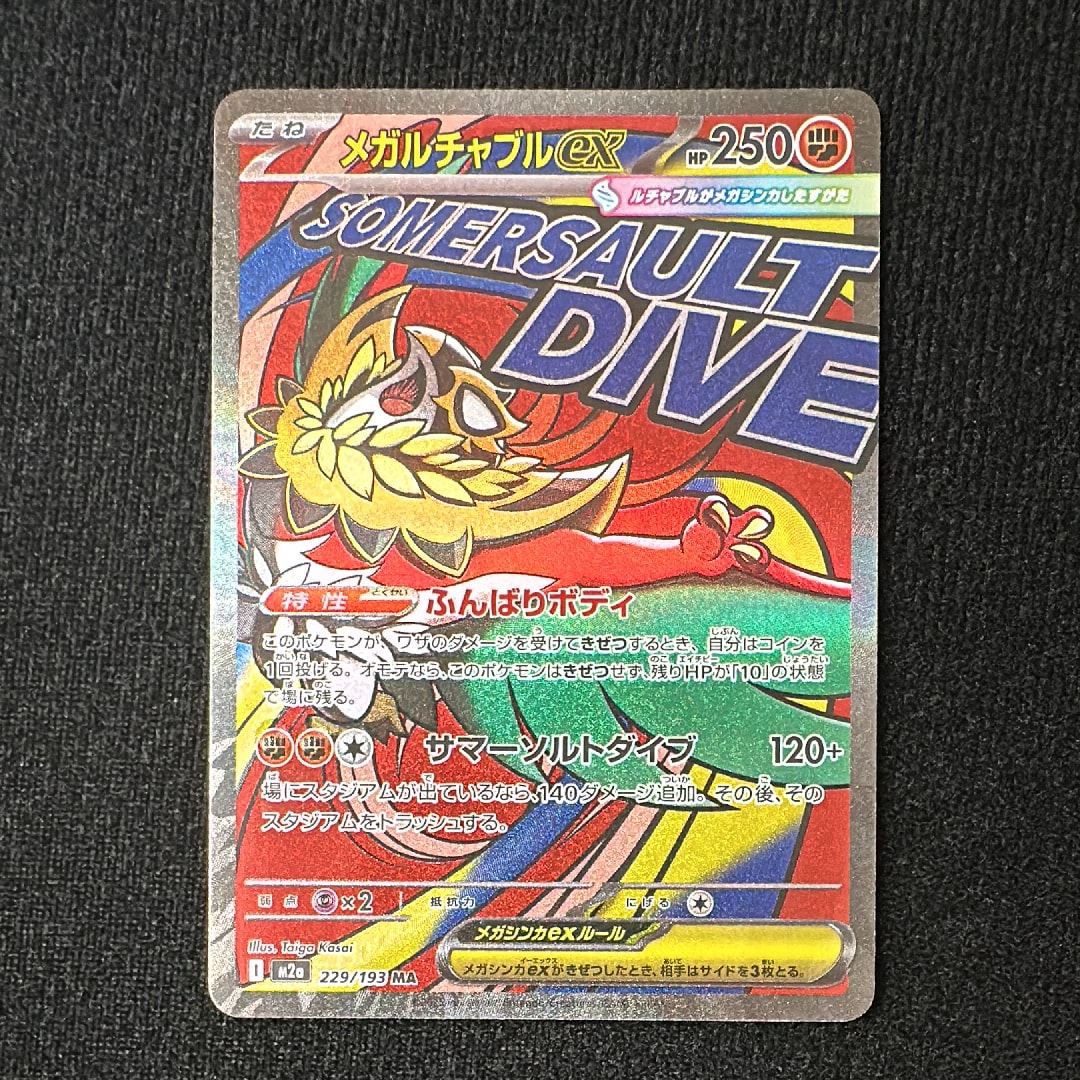 たね
メガルチャブルex
HP 250
ルチャブルがメガシンカしたすがた
SOMERSAULT
DIVE
特性 とくせい
ふんばりボディ
このポケモンが、ワザのダメージを受けてきぜつするとき、自分はコインを
1回投げる。オモテなら、このポケモンはきぜつせず、残りHPが「10」の状態
で場に残る。
サマーソルトダイブ 120+
場にスタジアムが出ているなら、140ダメージ追加。その後、その
スタジアムをトラッシュする。
弱点 ×2 抵抗力 にげる
メガシンカexルール
メガシンカexがきぜつしたとき、相手はサイドを3枚とる。
Illus. Taiga Kasai
I M2a 229/193 MA